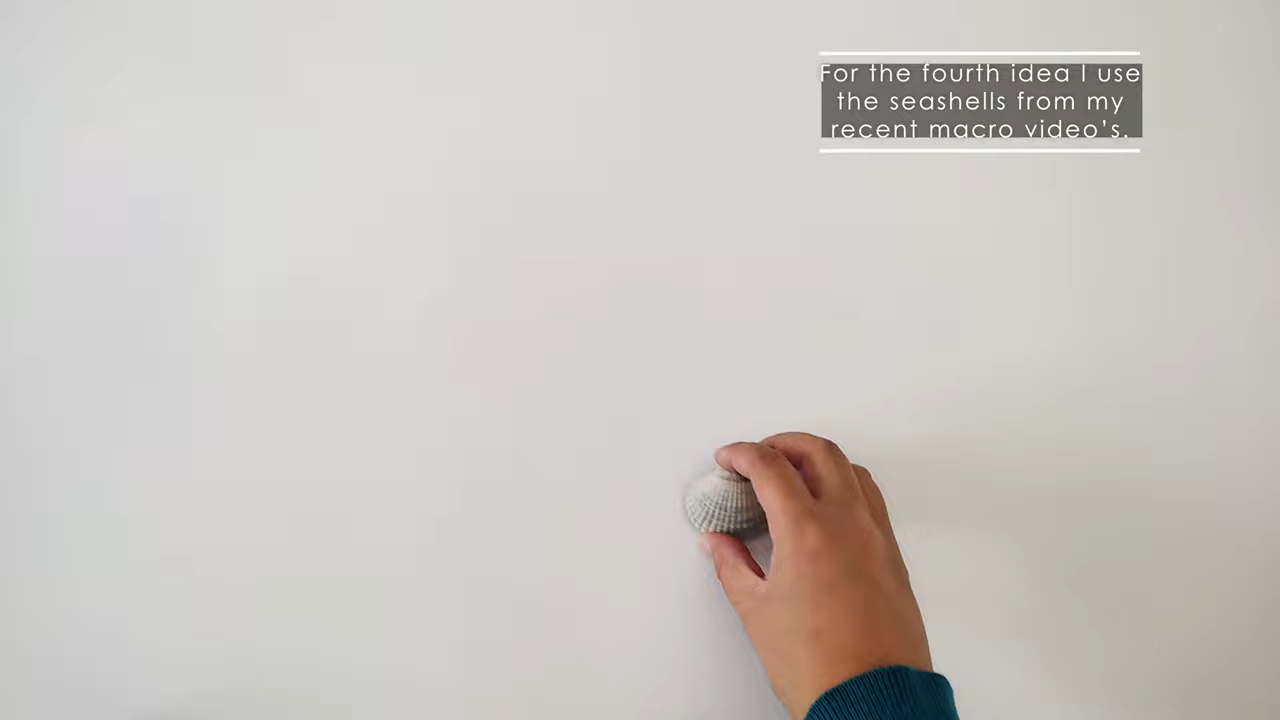 For the fourth idea I use
the seashells from my
recent macro video's.